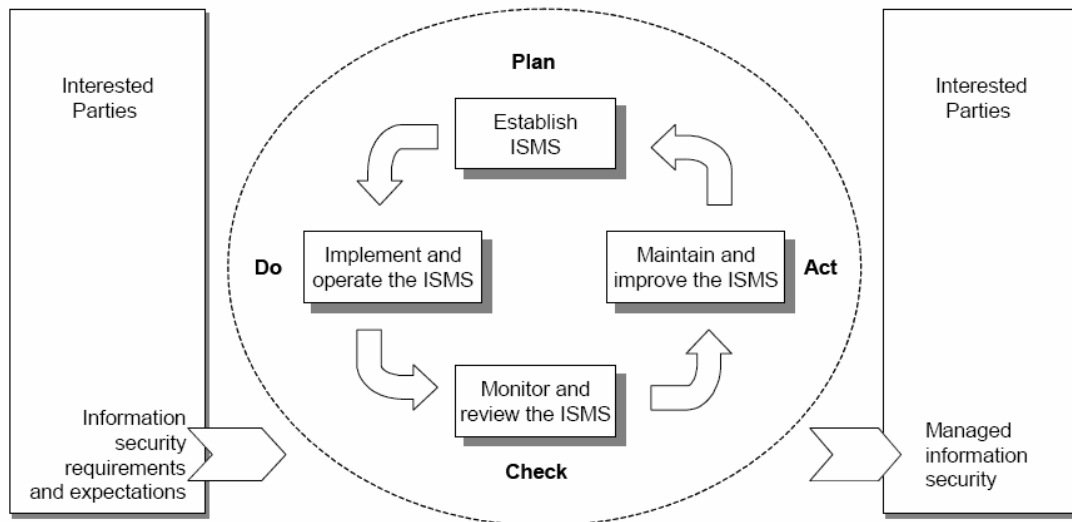 Interested
Parties
Information
security
requirements
and expectations
Plan
Establish
ISMS
Do
Implement and
operate the ISMS
Maintain and
improve the ISMS
Act
Monitor and
review the ISMS
Check
Interested
Parties
Managed
information
security